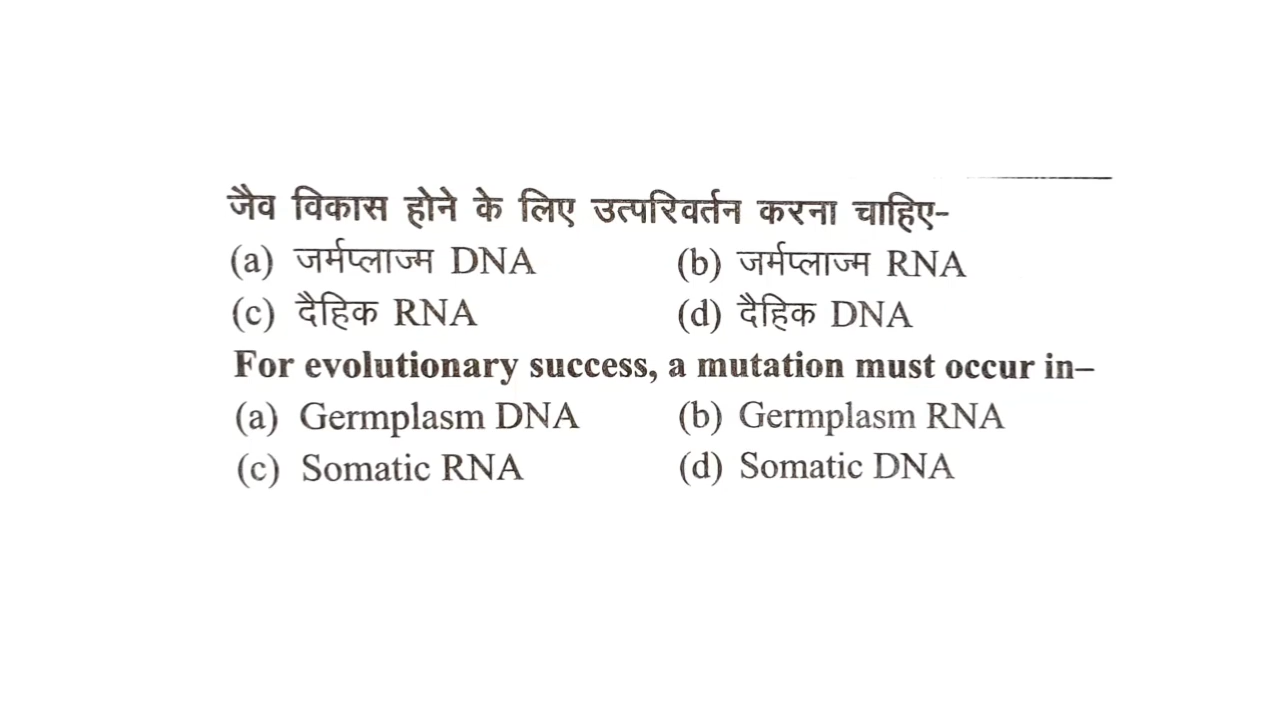 जैव विकास होने के लिए उत्परिवर्तन करना चाहिए-
(a) जर्मप्लाज्म DNA (b) जर्मप्लाज्म RNA
(c) दैहिक RNA (d) दैहिक DNA
For evolutionary success, a mutation must occur in–
(a) Germplasm DNA (b) Germplasm RNA
(c) Somatic RNA (d) Somatic DNA